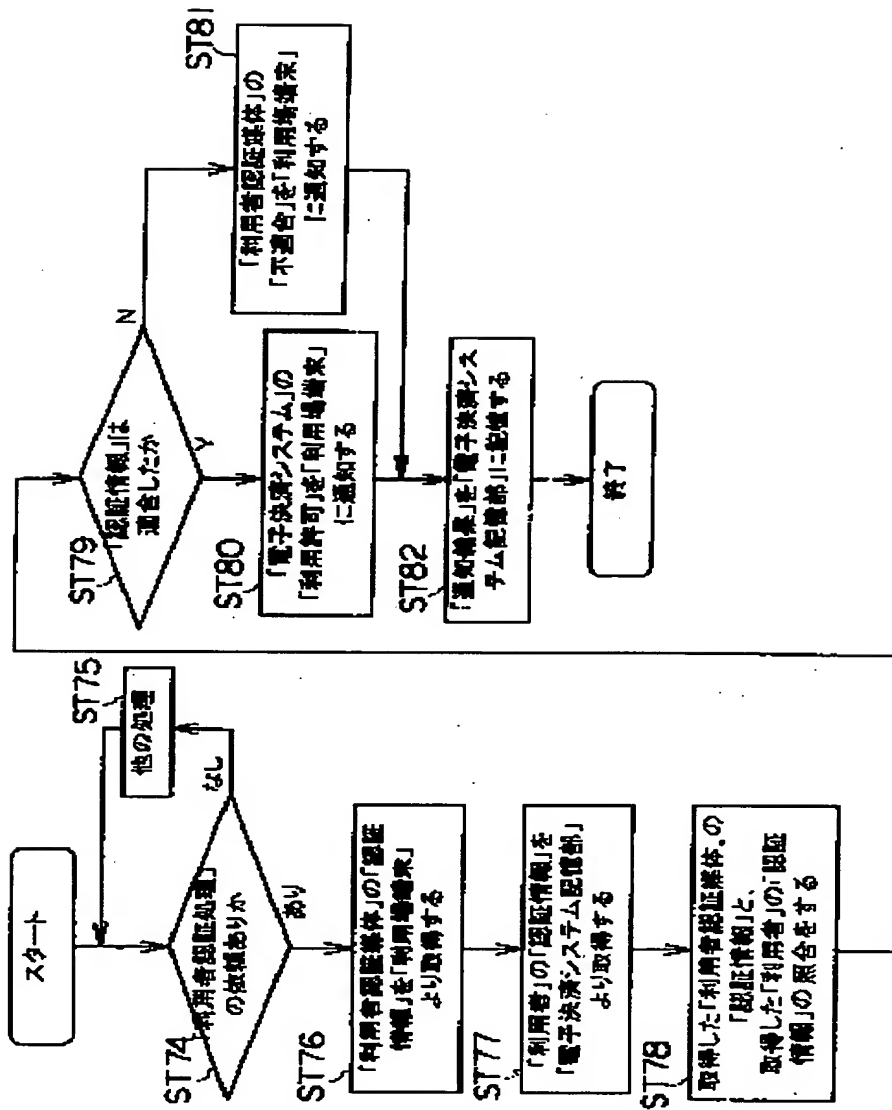 スタート
ST74
「利用者認証処理」
の依頼ありか
なし
ST75
他の処理
あり
ST76
「利用者認証媒体」の「認証
情報」を「利用場端末」
より取得する
ST77
「利用者」の「認証情報」を
「電子決済システム記憶部」
より取得する
ST78
取得した「利用者認証媒体」の
「認証情報」と、
取得した「利用者」の「認証
情報」の照合をする
ST79
「認証情報」は
適合したか
N
Y
ST80
「電子決済システム」の
「利用許可」を「利用場端末」
に通知する
ST81
「利用者認証媒体」の
「不適合」を「利用場端末」
に通知する
ST82
「通知結果」を「電子決済シス
テム記憶部」に記憶する
終了